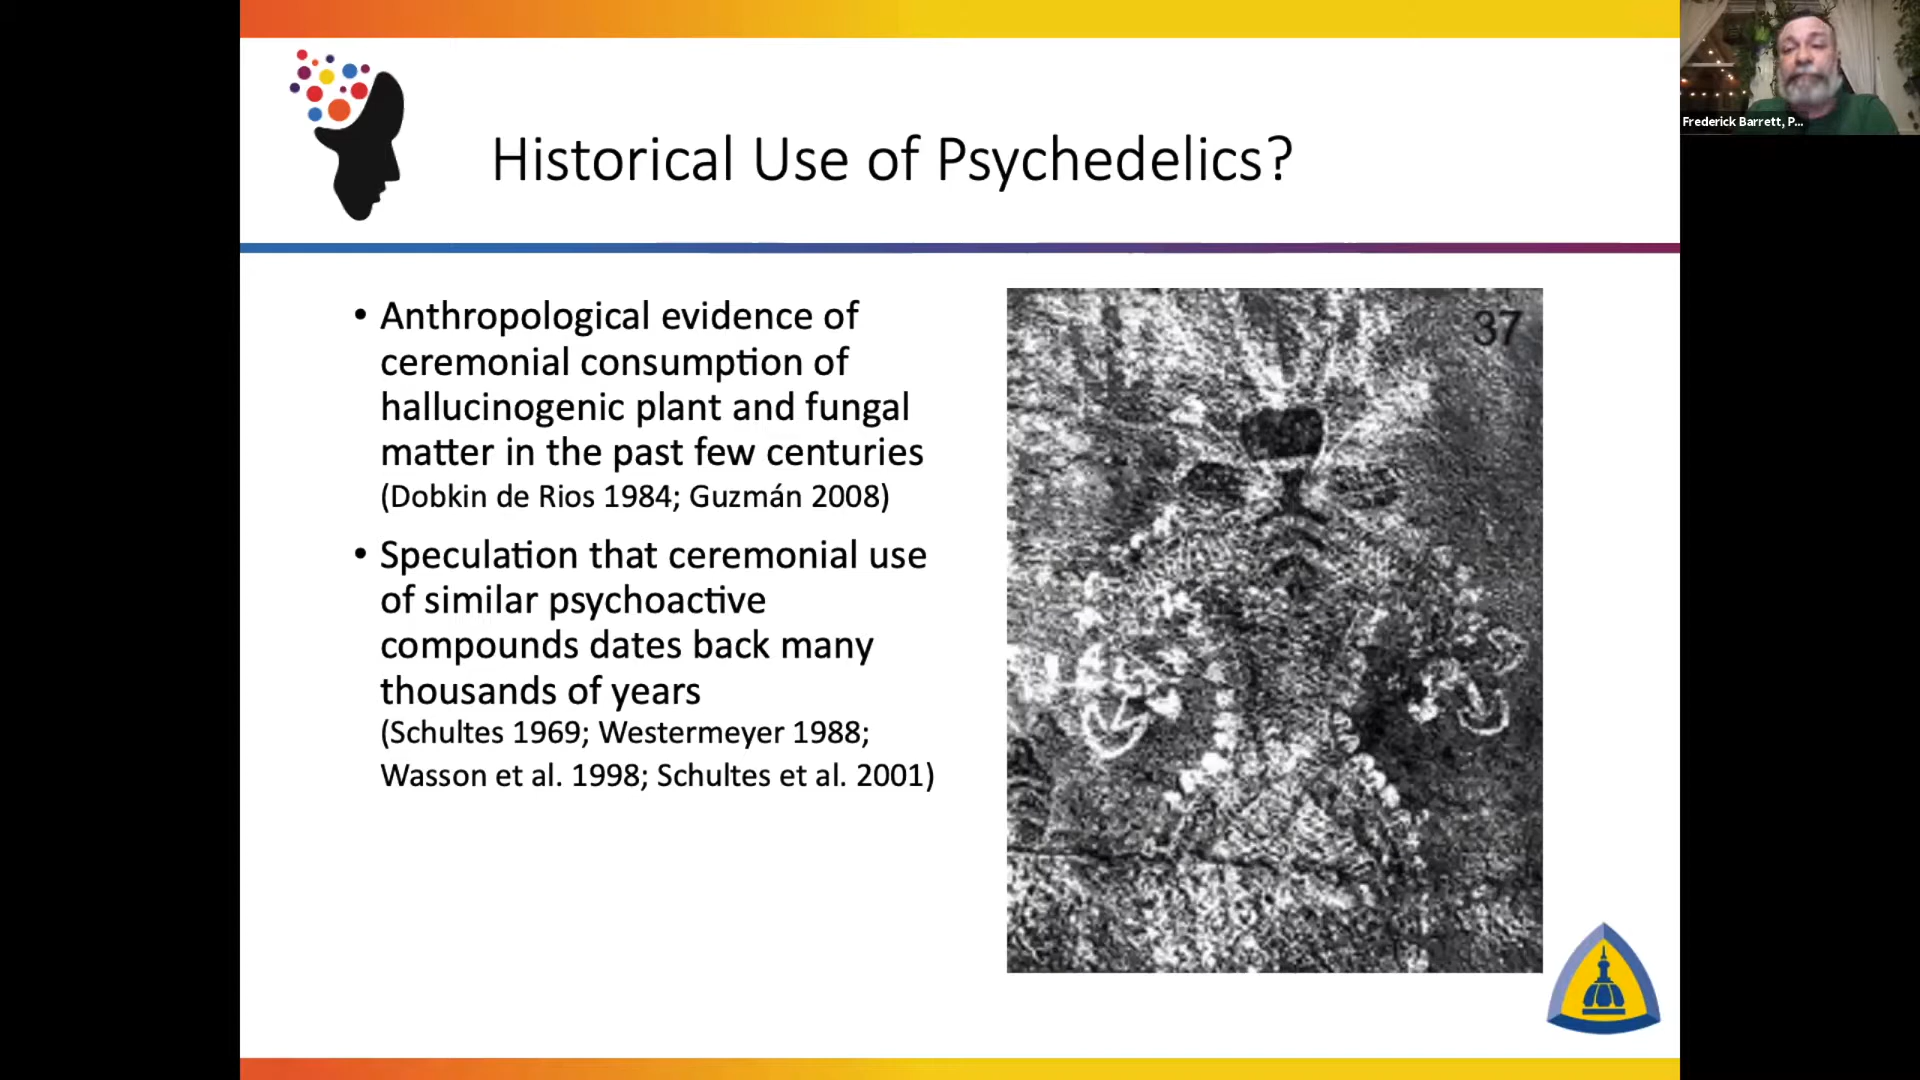 Frederick Barrett, P...
Historical Use of Psychedelics?
• Anthropological evidence of
ceremonial consumption of
hallucinogenic plant and fungal
matter in the past few centuries
(Dobkin de Rios 1984; Guzmán 2008)
• Speculation that ceremonial use
of similar psychoactive
compounds dates back many
thousands of years
(Schultes 1969; Westermeyer 1988;
Wasson et al. 1998; Schultes et al. 2001)
37